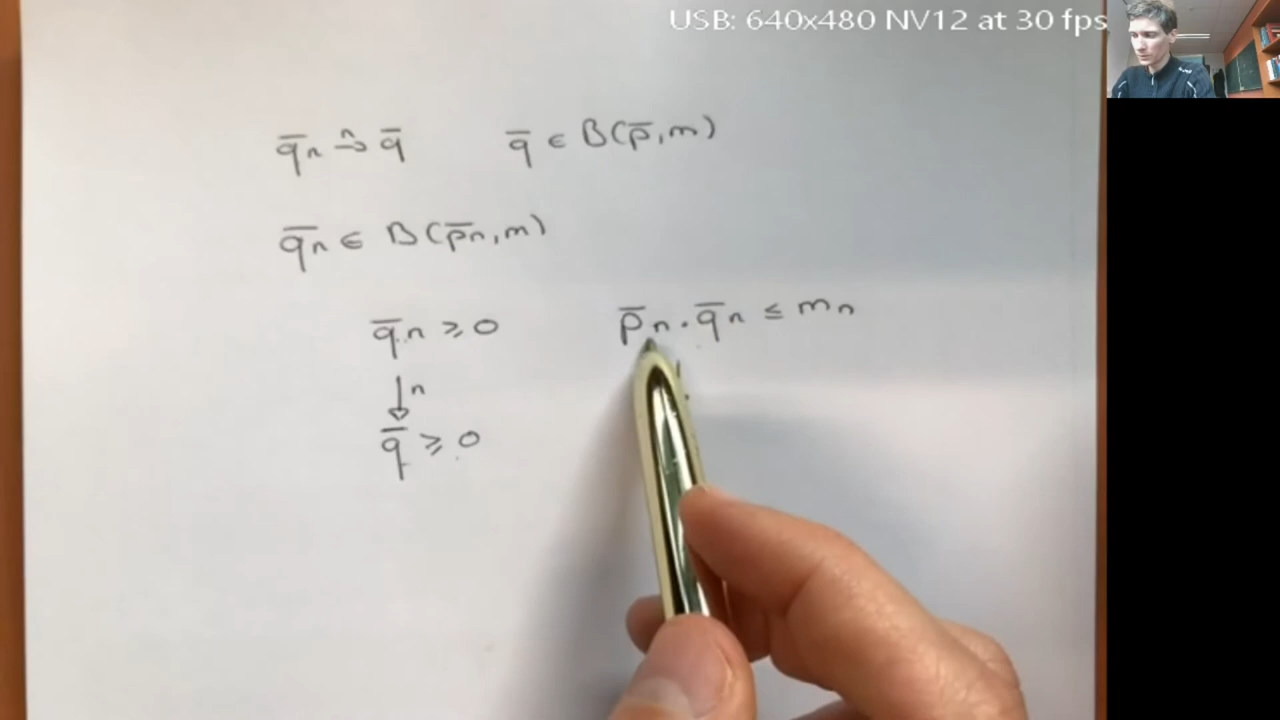 USB: 640x480 NV12 at 30 fps
q̄ₙ →ⁿ q̄ q̄ ∈ B(p̄, m)
q̄ₙ ∈ B(p̄ₙ, m)
q̄ₙ ≥ 0 p̄ₙ · q̄ₙ ≤ mₙ
↓ n
q̄ ≥ 0